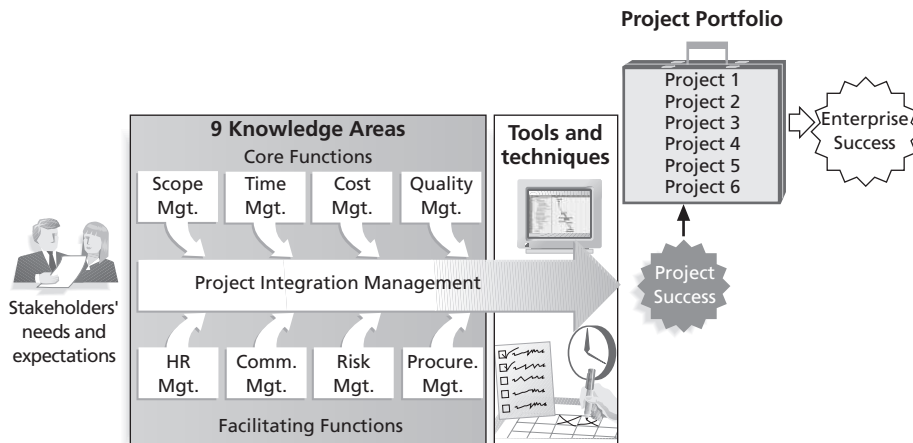 Project Portfolio
Project 1
Project 2
Project 3
Project 4
Project 5
Project 6
Enterprise
Success
9 Knowledge Areas
Core Functions
Scope
Mgt.
Time
Mgt.
Cost
Mgt.
Quality
Mgt.
Tools and
techniques
Project Integration Management
Project
Success
Stakeholders'
needs and
expectations
HR
Mgt.
Comm.
Mgt.
Risk
Mgt.
Procure.
Mgt.
Facilitating Functions